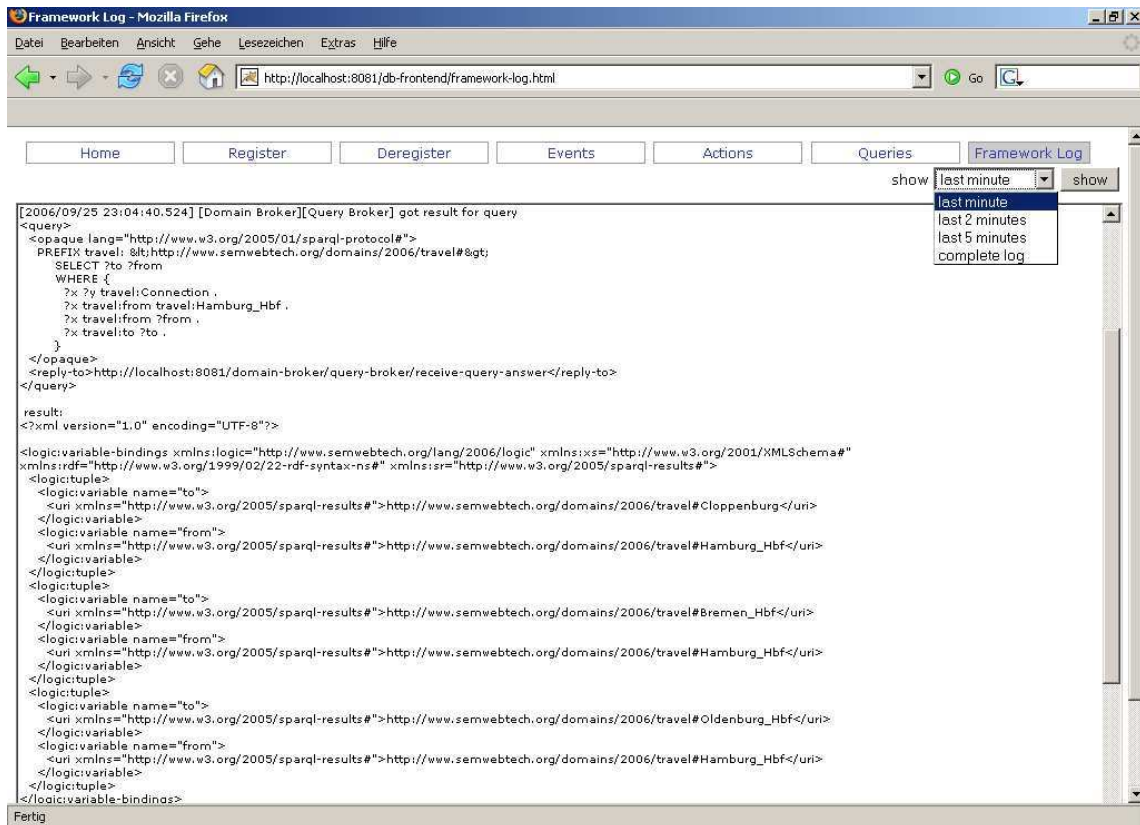 Framework Log - Mozilla Firefox
Datei Bearbeiten Ansicht Gehe Lesezeichen Extras Hilfe
http://localhost:8081/db-frontend/framework-log.html Go G
Home Register Deregister Events Actions Queries Framework Log
show last minute show
last minute
last 2 minutes
last 5 minutes
complete log
[2006/09/25 23:04:40.524] [Domain Broker][Query Broker] got result for query
<query>
<opaque lang="http://www.w3.org/2005/01/sparql-protocol#">
PREFIX travel: &lt;http://www.semwebtech.org/domains/2006/travel#&gt;
SELECT ?to ?from
WHERE {
?x ?y travel:Connection .
?x travel:from travel:Hamburg_Hbf .
?x travel:from ?from .
?x travel:to ?to .
}
</opaque>
<reply-to>http://localhost:8081/domain-broker/query-broker/receive-query-answer</reply-to>
</query>
result:
<?xml version="1.0" encoding="UTF-8"?>
<logic:variable-bindings xmlns:logic="http://www.semwebtech.org/lang/2006/logic" xmlns:xs="http://www.w3.org/2001/XMLSchema#"
xmlns:rdf="http://www.w3.org/1999/02/22-rdf-syntax-ns#" xmlns:sr="http://www.w3.org/2005/sparql-results#">
<logic:tuple>
<logic:variable name="to">
<uri xmlns="http://www.w3.org/2005/sparql-results#">http://www.semwebtech.org/domains/2006/travel#Cloppenburg</uri>
</logic:variable>
<logic:variable name="from">
<uri xmlns="http://www.w3.org/2005/sparql-results#">http://www.semwebtech.org/domains/2006/travel#Hamburg_Hbf</uri>
</logic:variable>
</logic:tuple>
<logic:tuple>
<logic:variable name="to">
<uri xmlns="http://www.w3.org/2005/sparql-results#">http://www.semwebtech.org/domains/2006/travel#Bremen_Hbf</uri>
</logic:variable>
<logic:variable name="from">
<uri xmlns="http://www.w3.org/2005/sparql-results#">http://www.semwebtech.org/domains/2006/travel#Hamburg_Hbf</uri>
</logic:variable>
</logic:tuple>
<logic:tuple>
<logic:variable name="to">
<uri xmlns="http://www.w3.org/2005/sparql-results#">http://www.semwebtech.org/domains/2006/travel#Oldenburg_Hbf</uri>
</logic:variable>
<logic:variable name="from">
<uri xmlns="http://www.w3.org/2005/sparql-results#">http://www.semwebtech.org/domains/2006/travel#Hamburg_Hbf</uri>
</logic:variable>
</logic:tuple>
</logic:variable-bindings>
Fertig